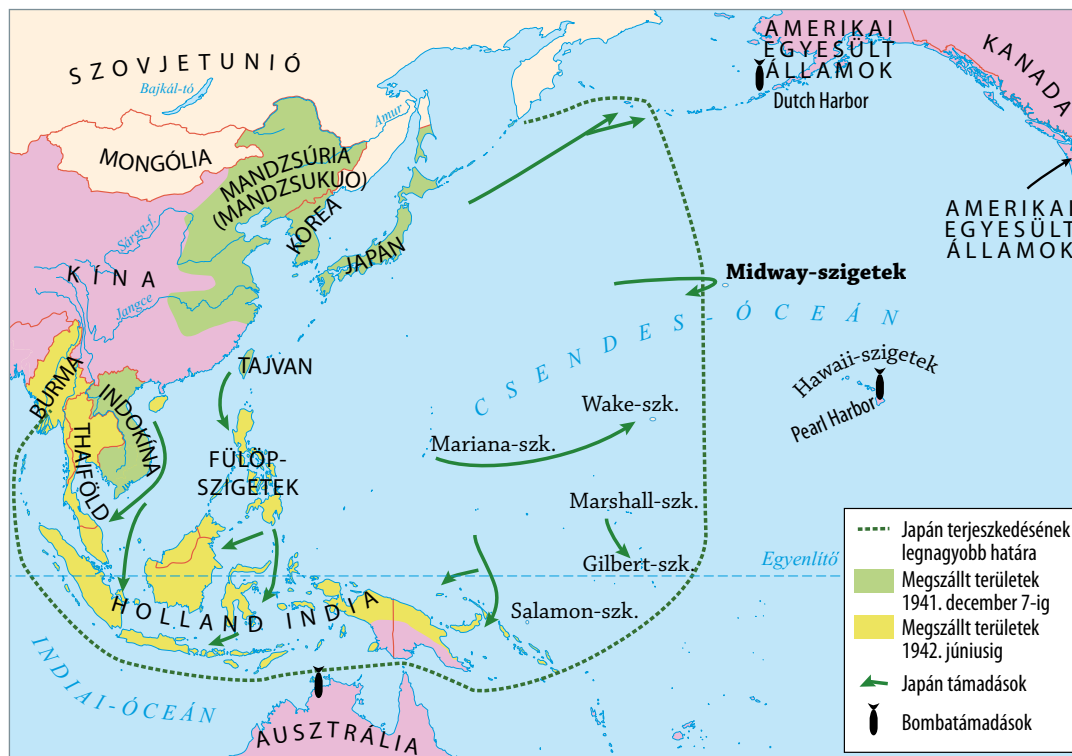 SZOVJETUNIÓ
Bajkál-tó
Amur
MONGÓLIA
MANDZSÚRIA
(MANDZSUKUO)
KOREA
JAPÁN
Sárga-f.
KÍNA
Jangce
AMERIKAI
EGYESÜLT
ÁLLAMOK
Dutch Harbor
KANADA
AMERIKAI
EGYESÜLT
ÁLLAMOK
Midway-szigetek
CSENDES-ÓCEÁN
Hawaii-szigetek
Pearl Harbor
TAJVAN
BURMA
INDOKÍNA
THAIFÖLD
FÜLÖP-
SZIGETEK
Wake-szk.
Mariana-szk.
Marshall-szk.
Gilbert-szk.
Egyenlítő
HOLLAND INDIA
Salamon-szk.
INDIAI-ÓCEÁN
AUSZTRÁLIA
Japán terjeszkedésének
legnagyobb határa
Megszállt területek
1941. december 7-ig
Megszállt területek
1942. júniusig
Japán támadások
Bombatámadások